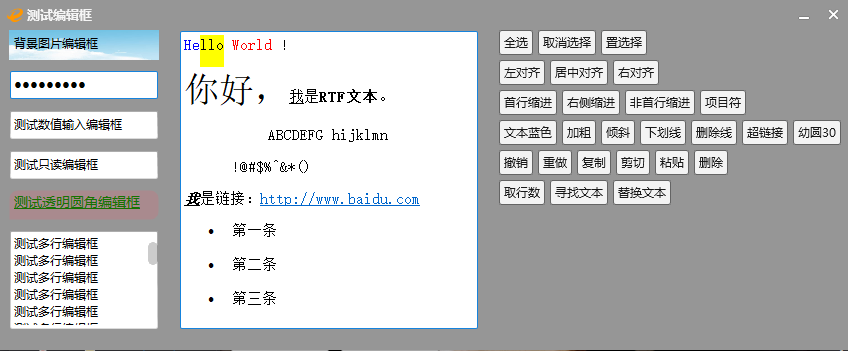 测试编辑框
背景图片编辑框
●●●●●●●●●
测试数值输入编辑框
测试只读编辑框
测试透明圆角编辑框
测试多行编辑框
测试多行编辑框
测试多行编辑框
测试多行编辑框
测试多行编辑框
Hello World !
你好，我是RTF文本。
ABCDEFG hijklmn
!@#$%^&*()
我是链接：http://www.baidu.com
• 第一条
• 第二条
• 第三条
全选 取消选择 置选择
左对齐 居中对齐 右对齐
首行缩进 右侧缩进 非首行缩进 项目符
文本蓝色 加粗 倾斜 下划线 删除线 超链接 幼圆30
撤销 重做 复制 剪切 粘贴 删除
取行数 寻找文本 替换文本